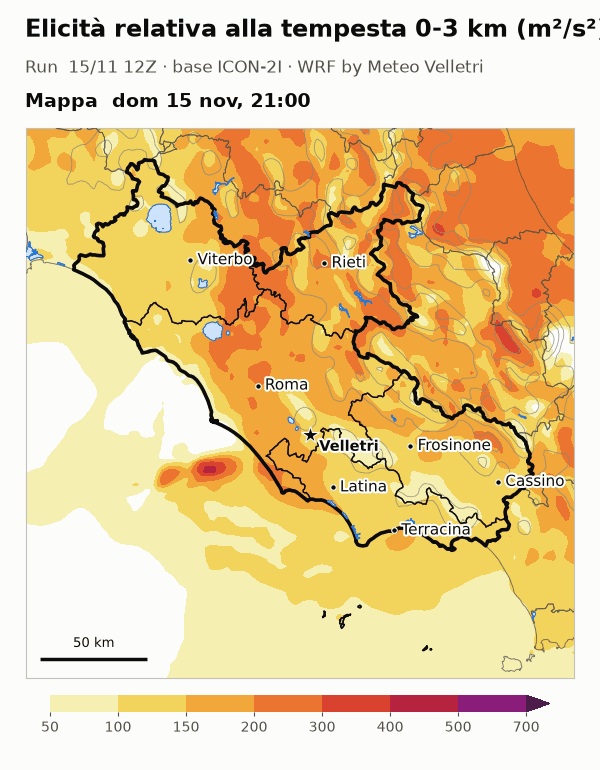 Elicità relativa alla tempesta 0-3 km (m²/s²)
Run  15/11 12Z · base ICON-2I · WRF by Meteo Velletri
Mappa  dom 15 nov, 21:00
Viterbo
Rieti
Roma
Velletri
Frosinone
Cassino
Latina
Terracina
50 km
50 100 150 200 300 400 500 700